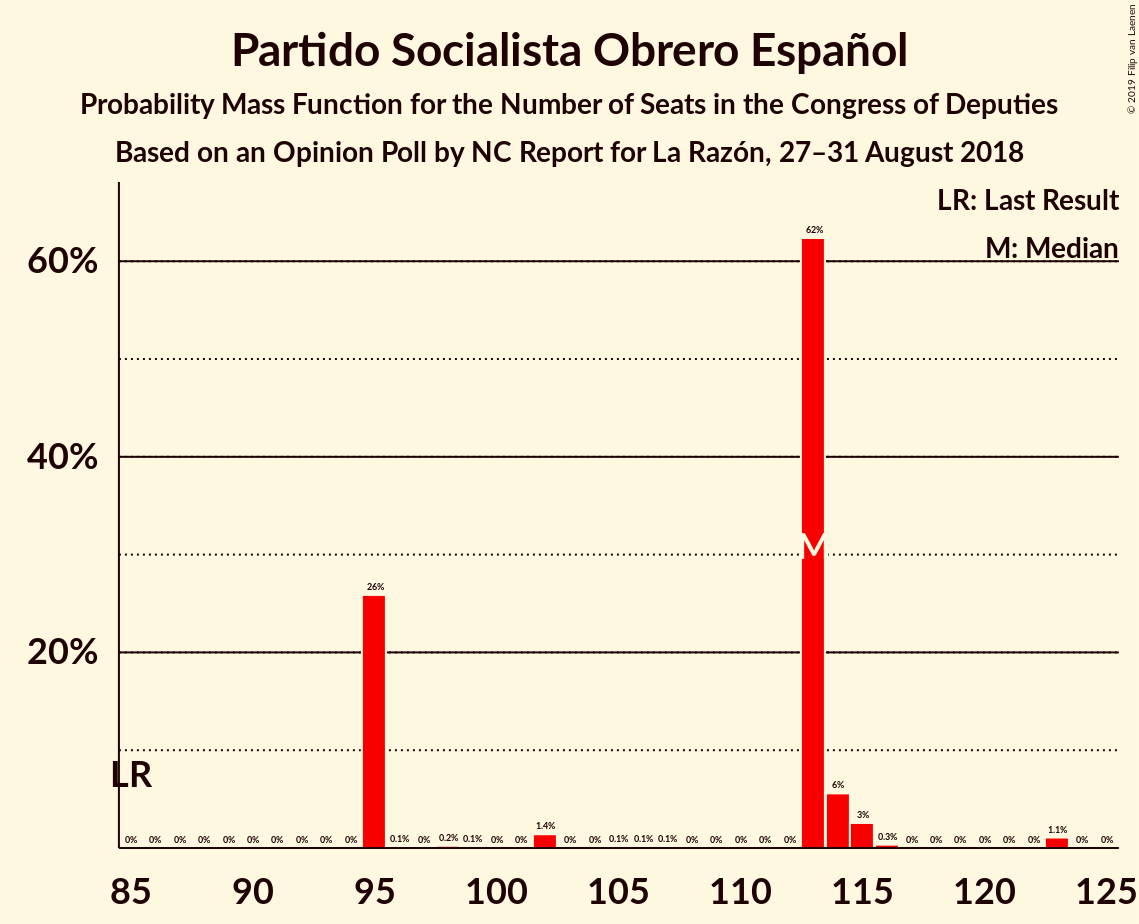 Partido Socialista Obrero Español
Probability Mass Function for the Number of Seats in the Congress of Deputies
Based on an Opinion Poll by NC Report for La Razón, 27–31 August 2018
© 2019 Filip van Laenen
LR: Last Result
M: Median
60%
40%
20%
LR
M
0% 0% 0% 0% 0% 0% 0% 0% 0% 0% 26% 0.1% 0% 0.2% 0.1% 0% 0% 1.4% 0% 0% 0.1% 0.1% 0.1% 0% 0% 0% 0% 0% 62% 6% 3% 0.3% 0% 0% 0% 0% 0% 0% 1.1% 0% 0%
85 90 95 100 105 110 115 120 125